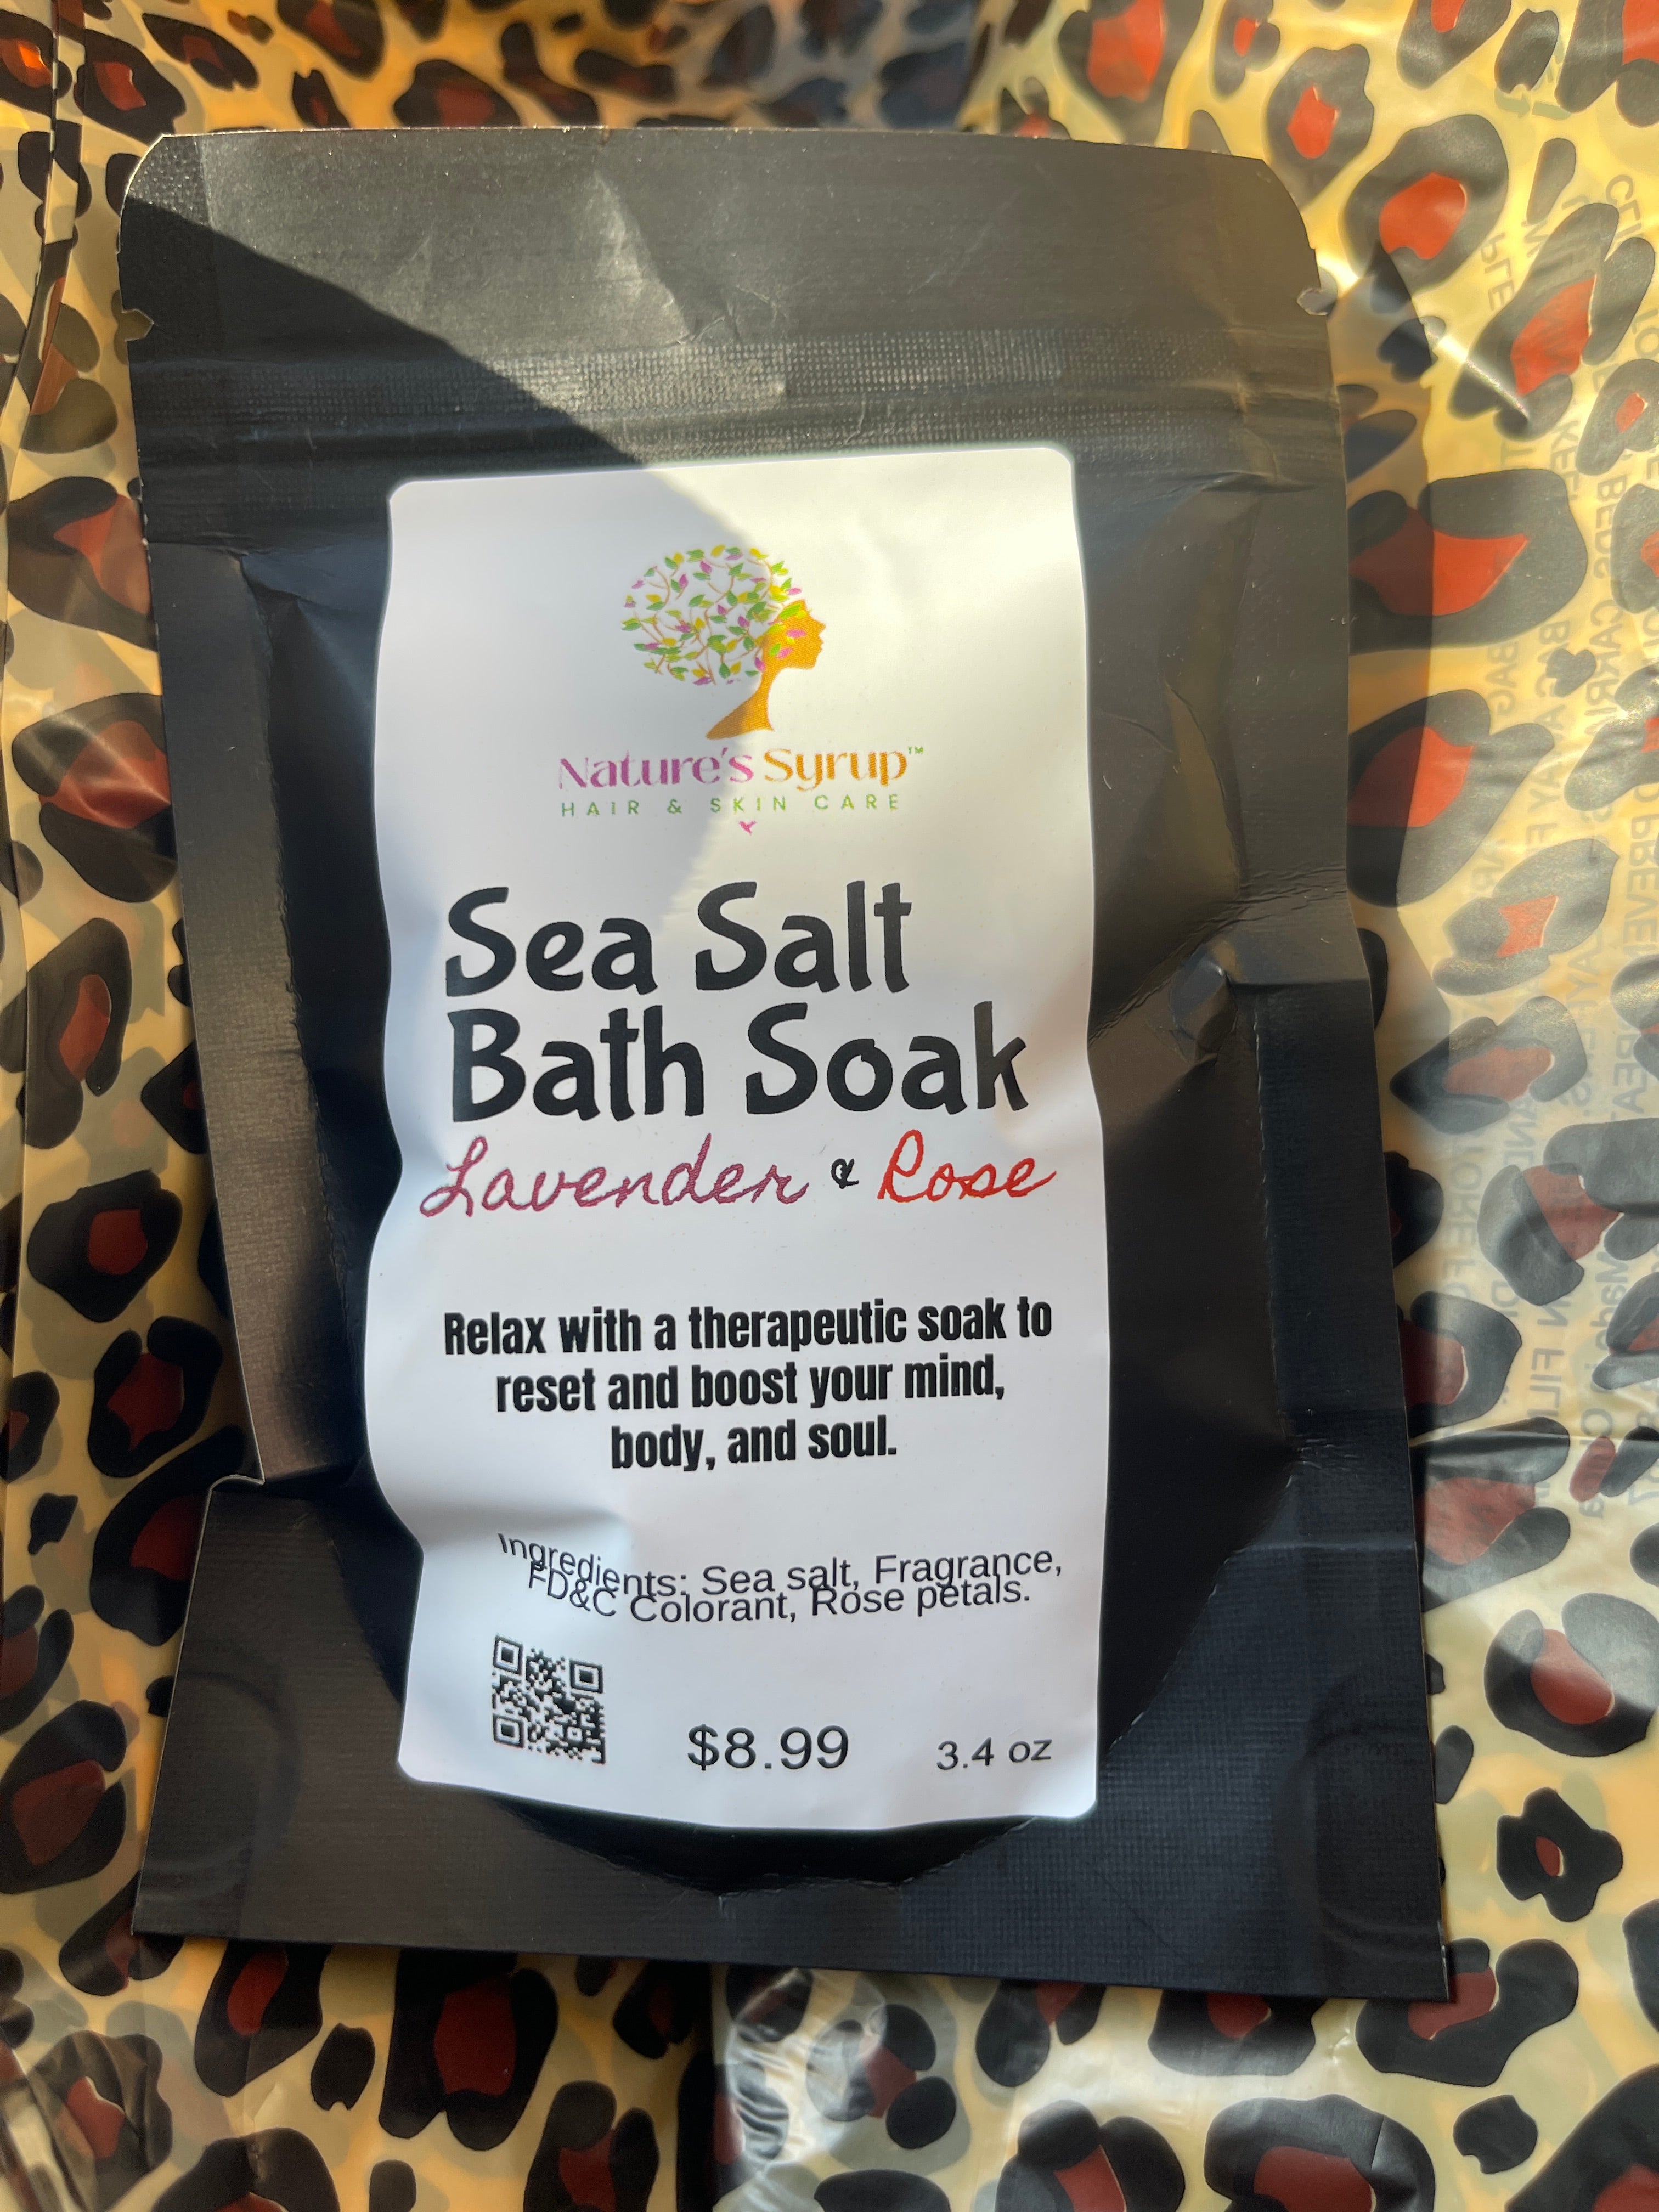 Nature's Syrup™
HAIR & SKIN CARE
Sea Salt
Bath Soak
Lavender & Rose
Relax with a therapeutic soak to
reset and boost your mind,
body, and soul.
Ingredients: Sea salt, Fragrance,
FD&C Colorant, Rose petals.
$8.99
3.4 oz